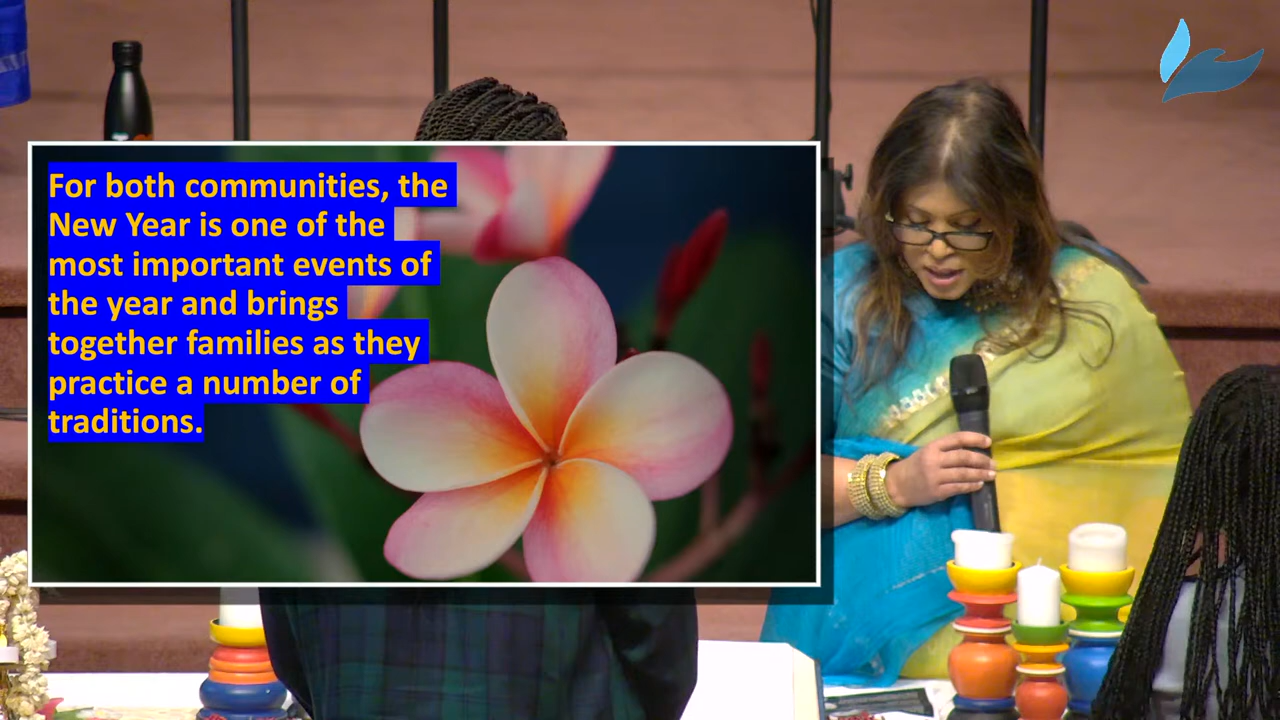 For both communities, the
New Year is one of the
most important events of
the year and brings
together families as they
practice a number of
traditions.